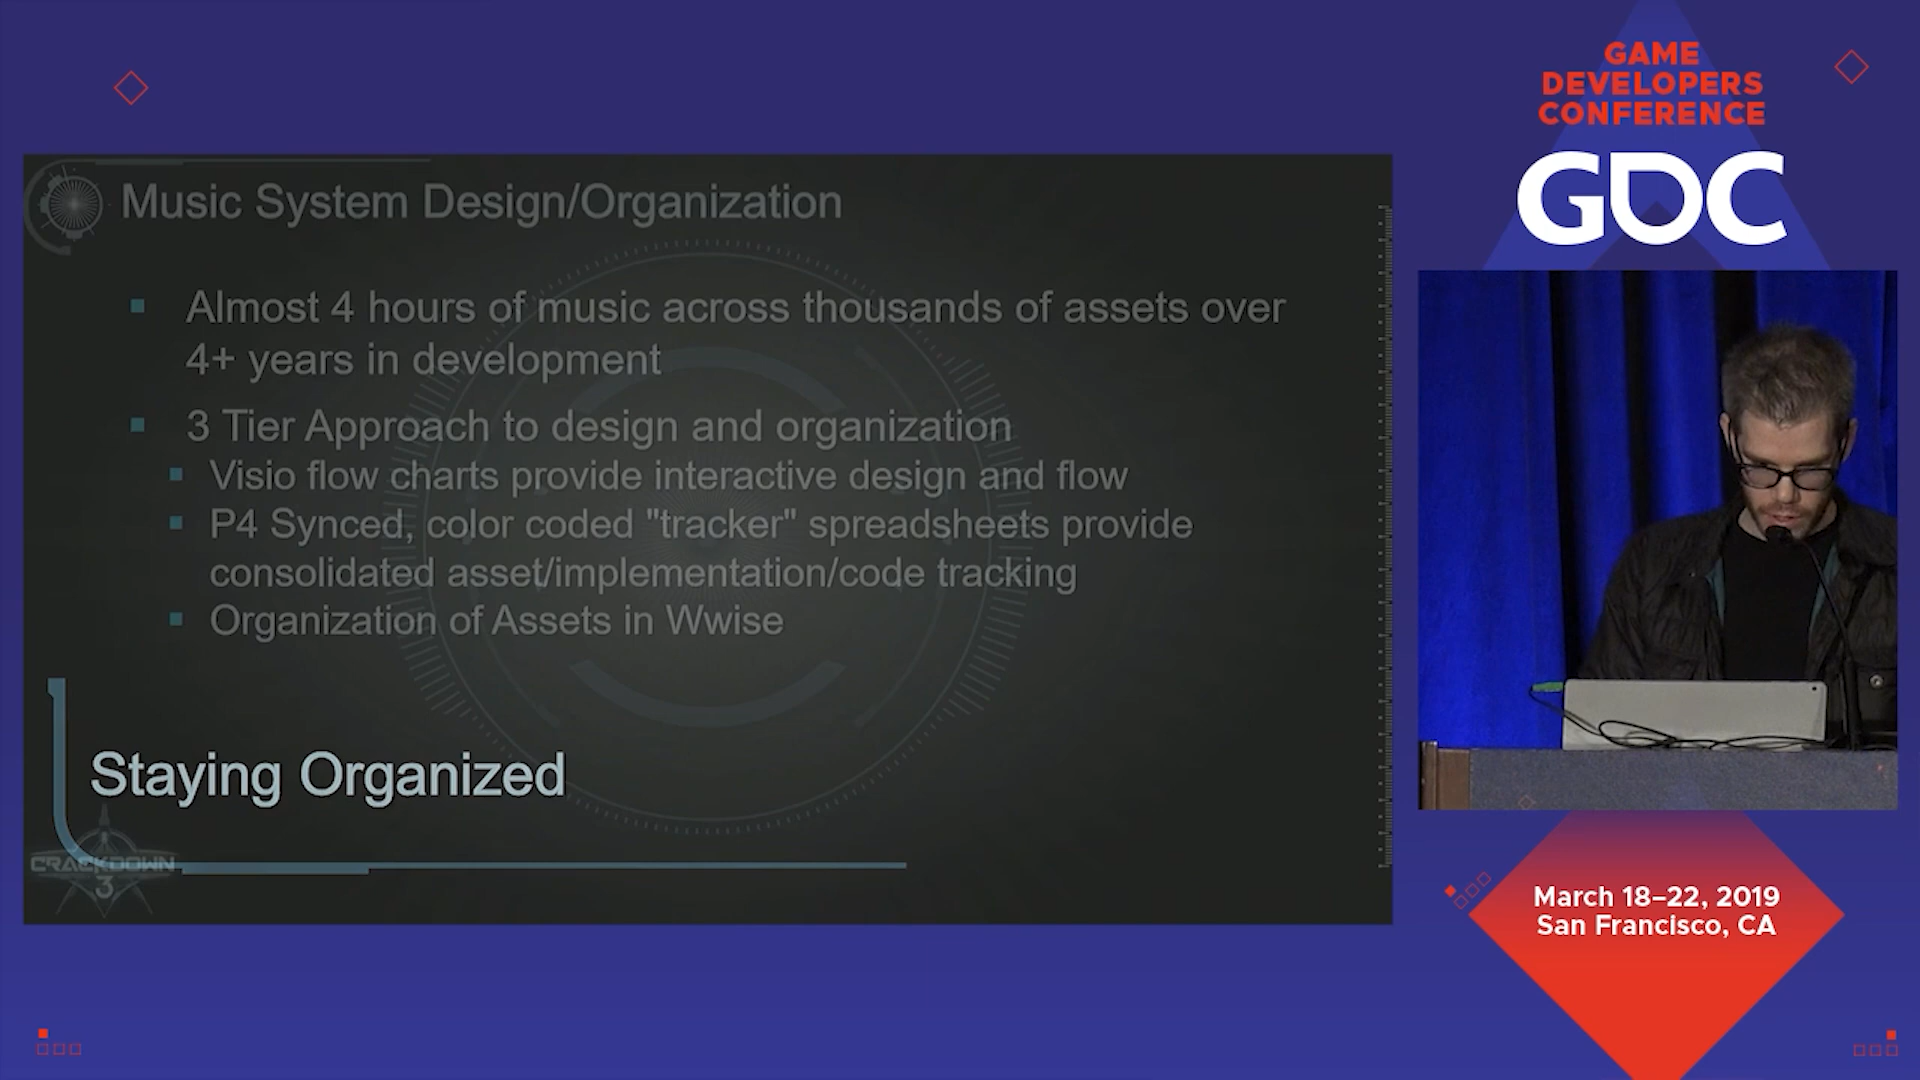 GAME
DEVELOPERS
CONFERENCE
GDC
Music System Design/Organization
Almost 4 hours of music across thousands of assets over
4+ years in development
3 Tier Approach to design and organization
Visio flow charts provide interactive design and flow
P4 Synced, color coded "tracker" spreadsheets provide
consolidated asset/implementation/code tracking
Organization of Assets in Wwise
Staying Organized
CRACKDOWN
3
March 18–22, 2019
San Francisco, CA